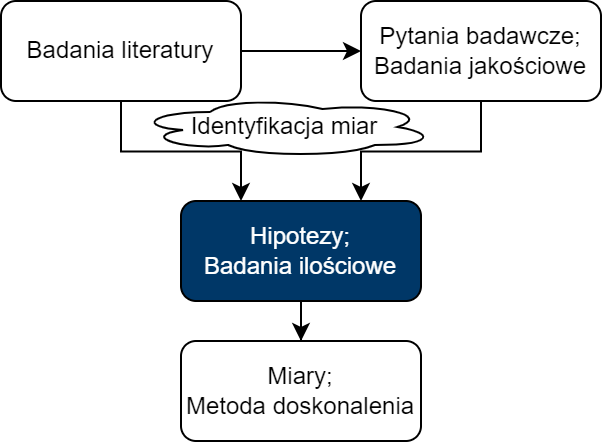 Badania literatury
Pytania badawcze;
Badania jakościowe
Identyfikacja miar
Hipotezy;
Badania ilościowe
Miary;
Metoda doskonalenia